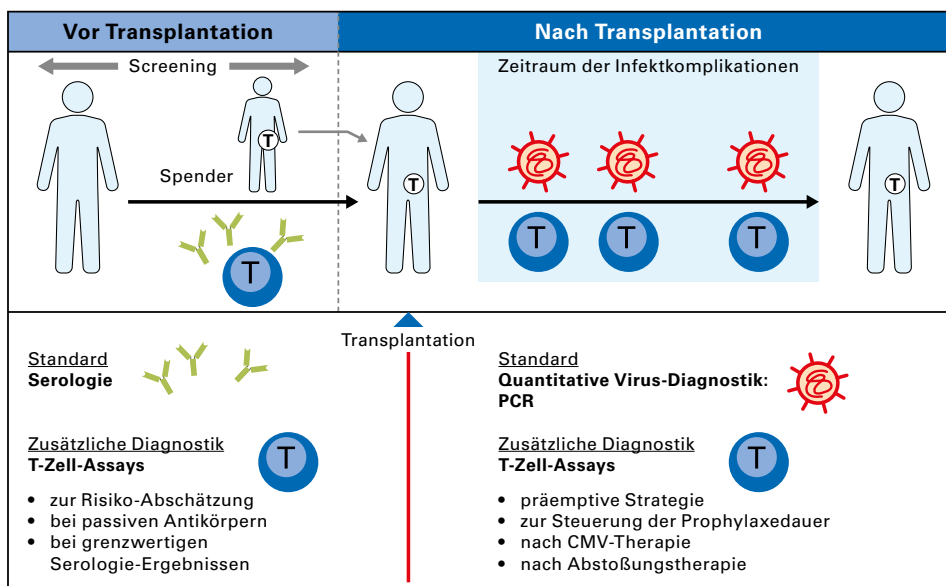 Vor Transplantation
Nach Transplantation
Screening
Zeitraum der Infektkomplikationen
T
T
T
Spender
T
T
T
T
Transplantation
Standard
Serologie
Zusätzliche Diagnostik
T-Zell-Assays
T
• zur Risiko-Abschätzung
• bei passiven Antikörpern
• bei grenzwertigen
Serologie-Ergebnissen
Standard
Quantitative Virus-Diagnostik:
PCR
Zusätzliche Diagnostik
T-Zell-Assays
T
• präemptive Strategie
• zur Steuerung der Prophylaxedauer
• nach CMV-Therapie
• nach Abstoßungstherapie